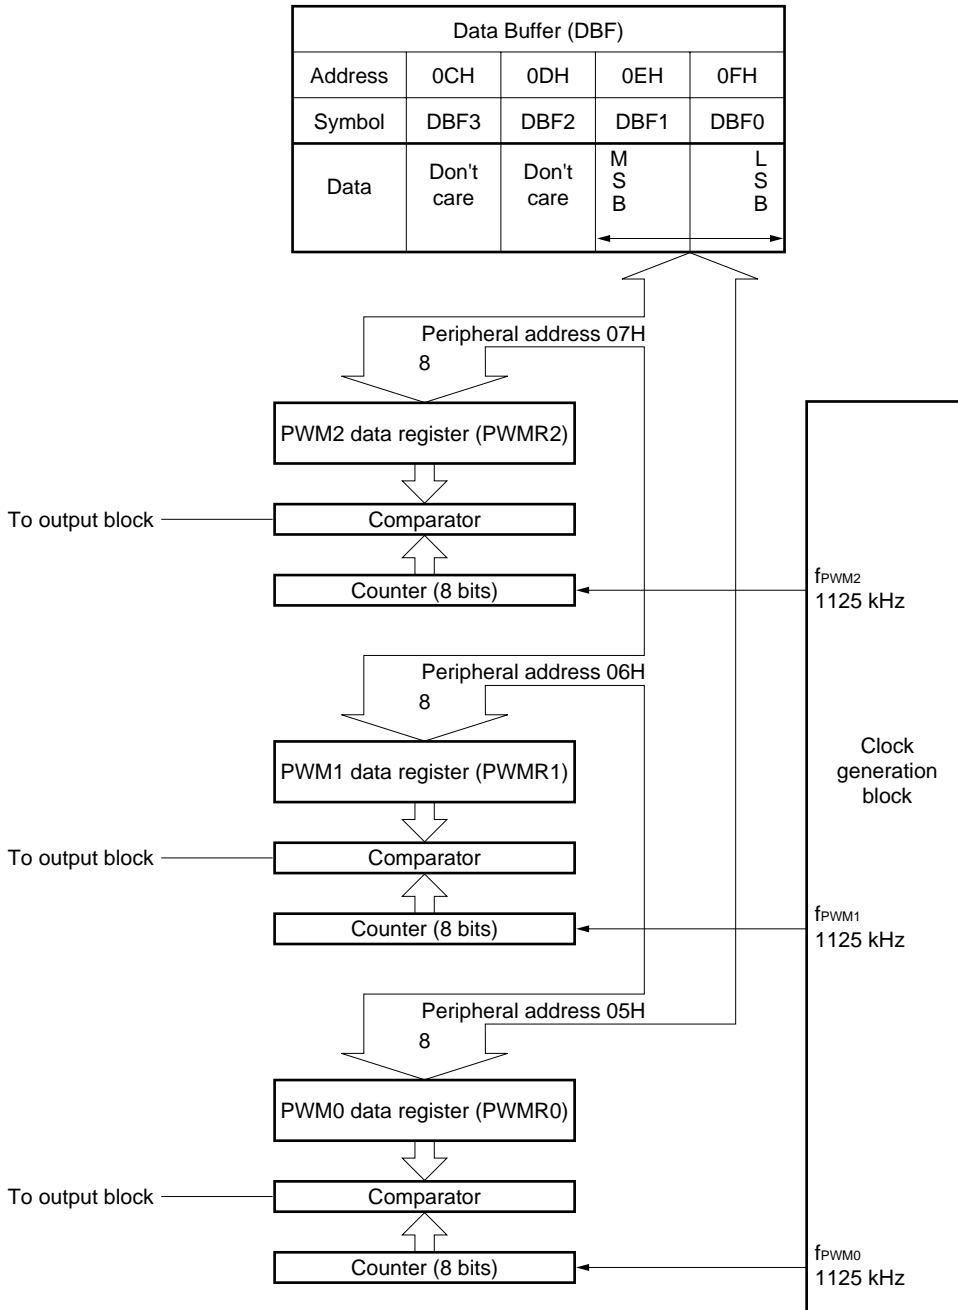 Data Buffer (DBF)
Address 0CH 0DH 0EH 0FH
Symbol DBF3 DBF2 DBF1 DBF0
Data Don't care Don't care MSB LSB
Peripheral address 07H
8
PWM2 data register (PWMR2)
To output block
Comparator
Counter (8 bits)
fPWM2
1125 kHz
Peripheral address 06H
8
PWM1 data register (PWMR1)
Clock
generation
block
To output block
Comparator
Counter (8 bits)
fPWM1
1125 kHz
Peripheral address 05H
8
PWM0 data register (PWMR0)
To output block
Comparator
Counter (8 bits)
fPWM0
1125 kHz